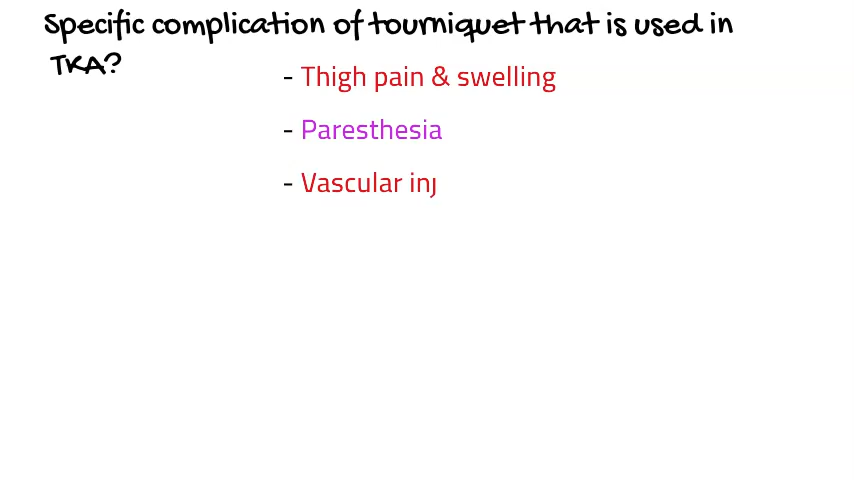 Specific complication of tourniquet that is used in
TKA?
- Thigh pain & swelling
- Paresthesia
- Vascular inj